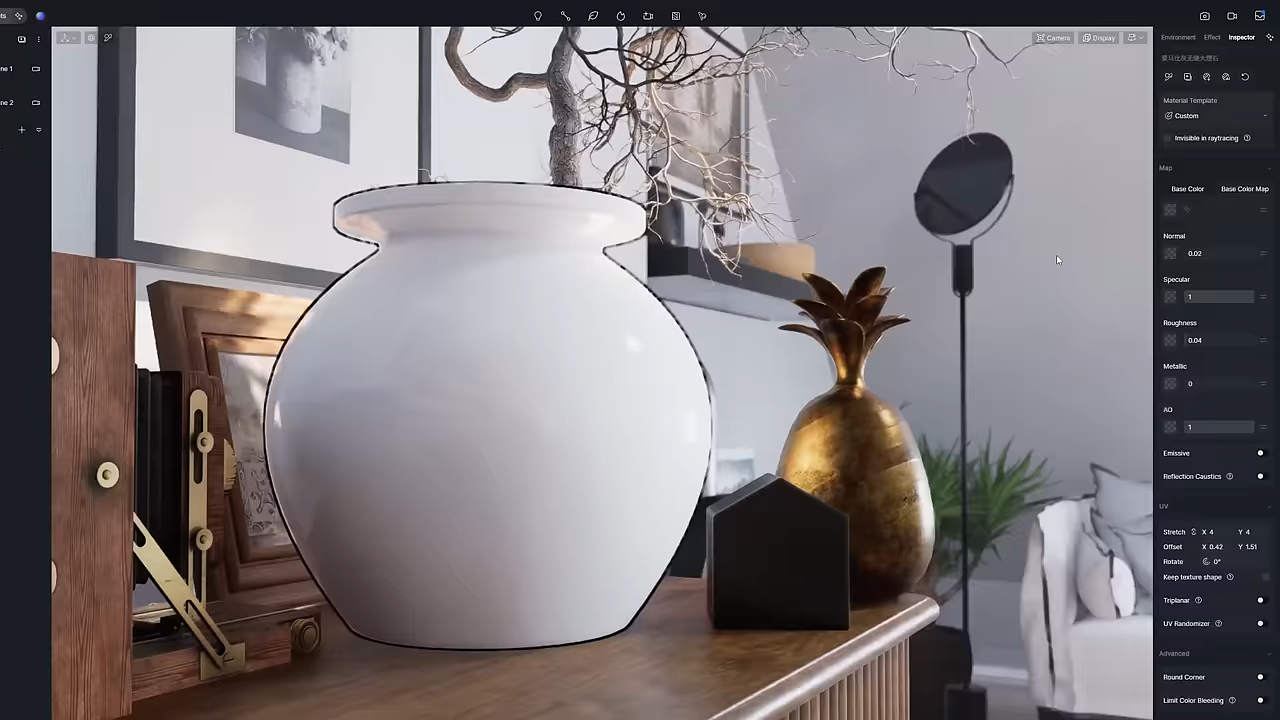 ts
ne 1
ne 2
Camera
Display
Environment Effect Inspector
Material Template
Custom
Invisible in raytracing
Map
Base Color Base Color Map
Normal
0.02
Specular
1
Roughness
0.04
Metallic
0
AO
1
Emissive
Reflection Caustics
UV
Stretch X 4 Y 4
Offset X 0.42 Y 1.51
Rotate 0°
Keep texture shape
Triplanar
UV Randomizer
Advanced
Round Corner
Limit Color Bleeding